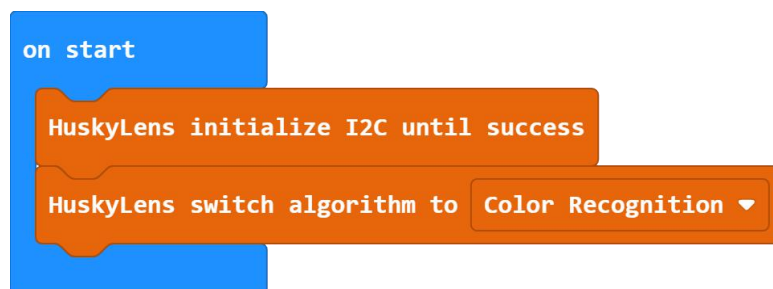 on start
HuskyLens initialize I2C until success
HuskyLens switch algorithm to Color Recognition